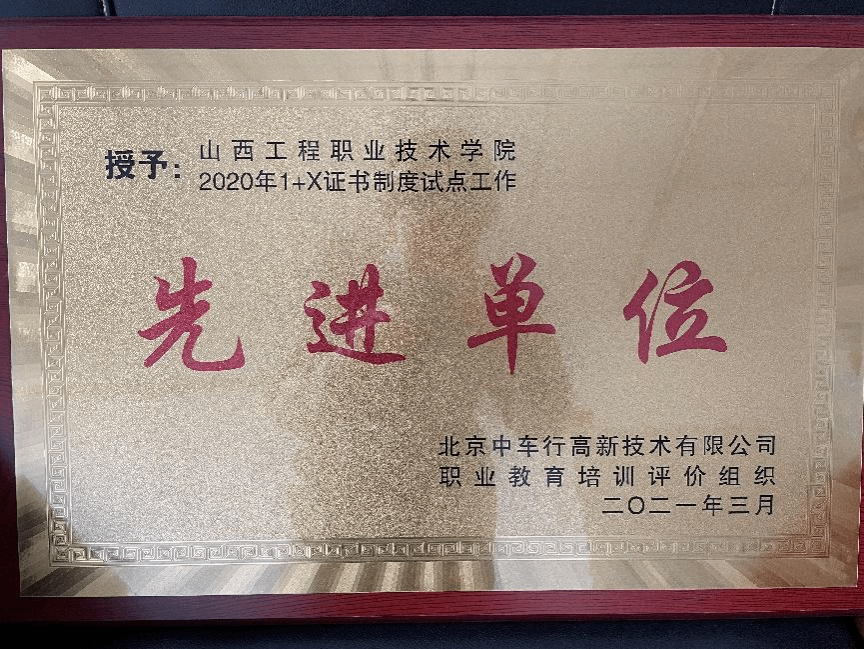 授予：
山西工程职业技术学院
2020年1+X证书制度试点工作
先进单位
北京中车行高新技术有限公司
职业教育培训评价组织
二〇二一年三月